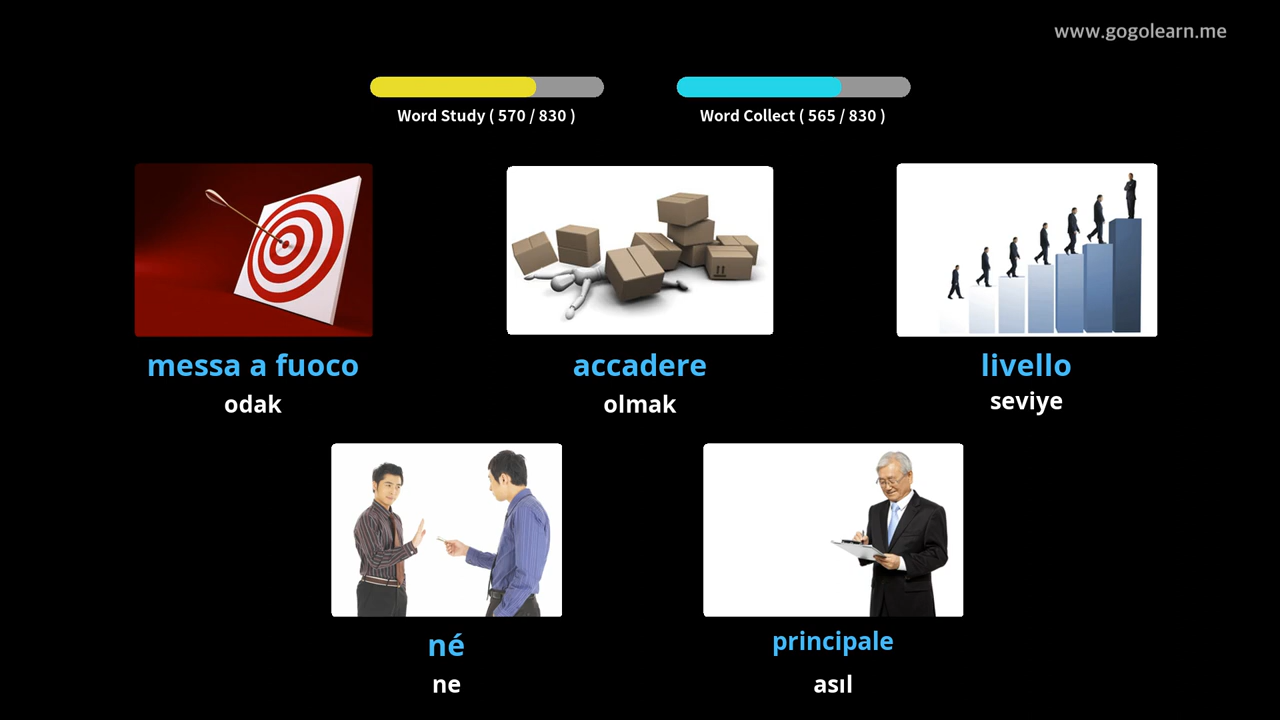 www.gogolearn.me
Word Study ( 570 / 830 )
Word Collect ( 565 / 830 )
messa a fuoco
odak
accadere
olmak
livello
seviye
né
ne
principale
asıl